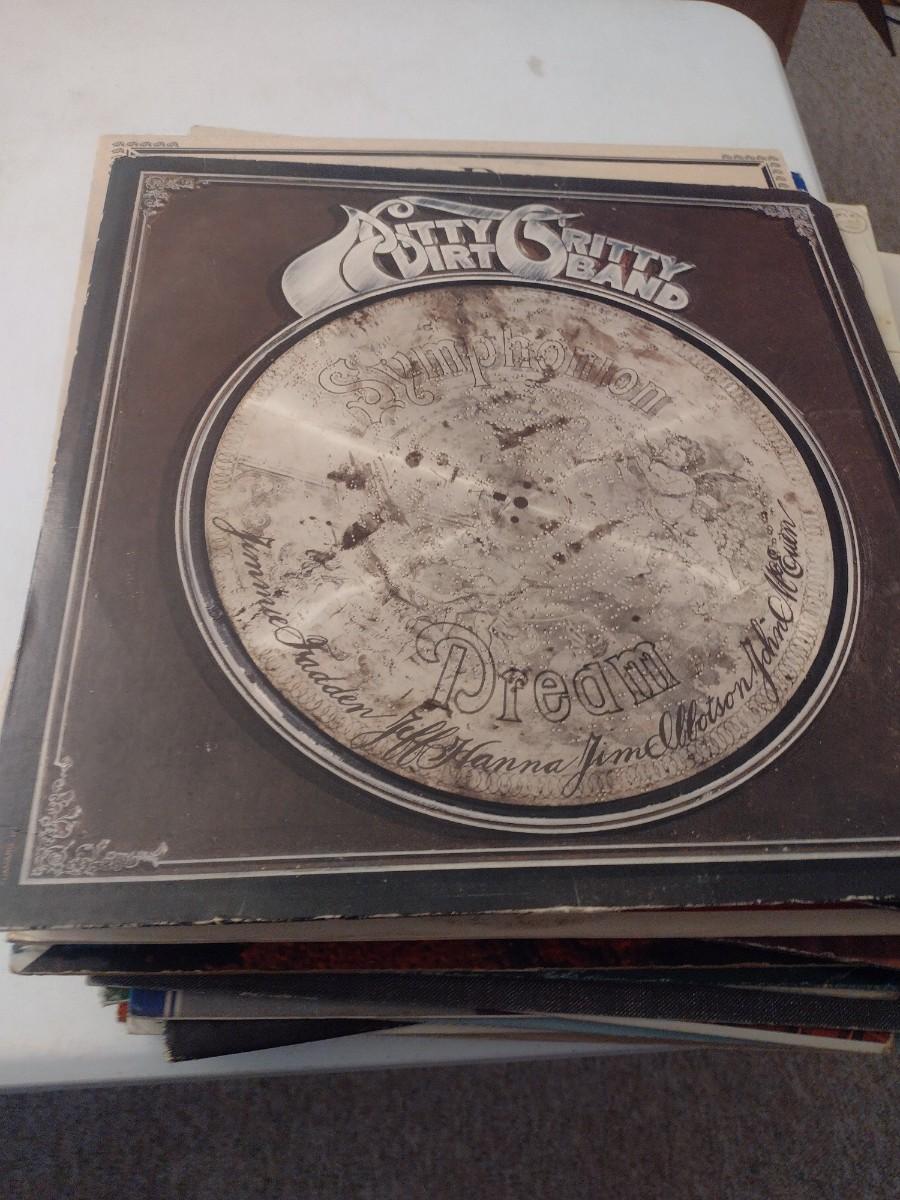 Nitty Gritty
Dirt Band
Symphonion
Dream
Jimmie Fadden Jeff Hanna Jim Ibbotson John McEuen